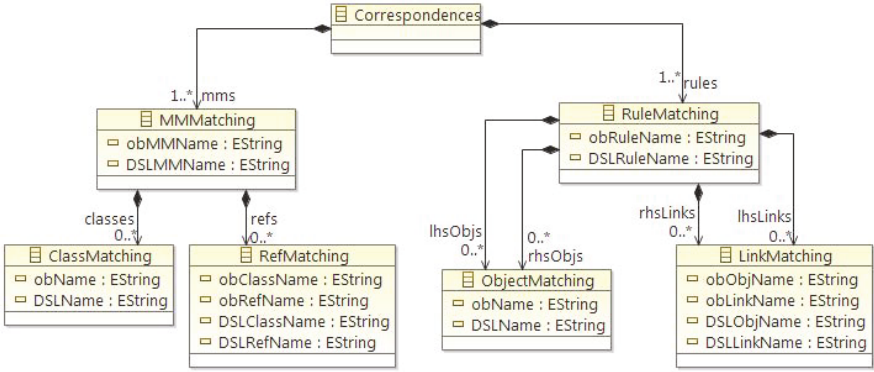 Correspondences
1..* mms
1..* rules
MMMatching
obMMName : EString
DSLMMName : EString
RuleMatching
obRuleName : EString
DSLRuleName : EString
classes
0..*
refs
0..*
lhsObjs
0..*
0..*
rhsObjs
rhsLinks
0..*
lhsLinks
0..*
ClassMatching
obName : EString
DSLName : EString
RefMatching
obClassName : EString
obRefName : EString
DSLClassName : EString
DSLRefName : EString
ObjectMatching
obName : EString
DSLName : EString
LinkMatching
obObjName : EString
obLinkName : EString
DSLObjName : EString
DSLLinkName : EString